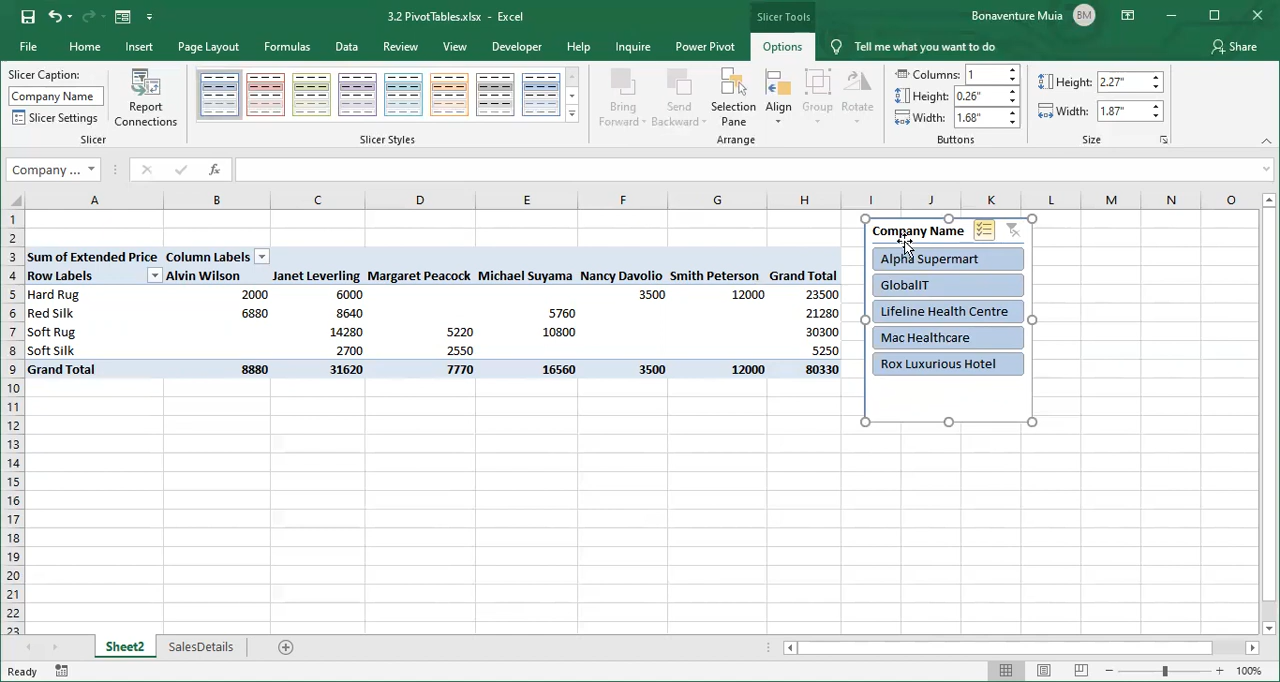 3.2 PivotTables.xlsx - Excel
Slicer Tools
Bonaventure Muia BM
File Home Insert Page Layout Formulas Data Review View Developer Help Inquire Power Pivot Options Tell me what you want to do Share
Slicer Caption:
Company Name
Slicer Settings
Report Connections
Slicer
Slicer Styles
Bring Forward
Send Backward
Selection Pane
Align
Group
Rotate
Arrange
Columns: 1
Height: 0.26"
Width: 1.68"
Buttons
Height: 2.27"
Width: 1.87"
Size
Company ... fx
A B C D E F G H I J K L M N O
1
2
3 Sum of Extended Price Column Labels
4 Row Labels Alvin Wilson Janet Leverling Margaret Peacock Michael Suyama Nancy Davolio Smith Peterson Grand Total
5 Hard Rug 2000 6000 3500 12000 23500
6 Red Silk 6880 8640 5760 21280
7 Soft Rug 14280 5220 10800 30300
8 Soft Silk 2700 2550 5250
9 Grand Total 8880 31620 7770 16560 3500 12000 80330
10
11
12
13
14
15
16
17
18
19
20
21
22
23
Company Name
Alpha Supermart
GlobalIT
Lifeline Health Centre
Mac Healthcare
Rox Luxurious Hotel
Sheet2 SalesDetails
Ready 100%